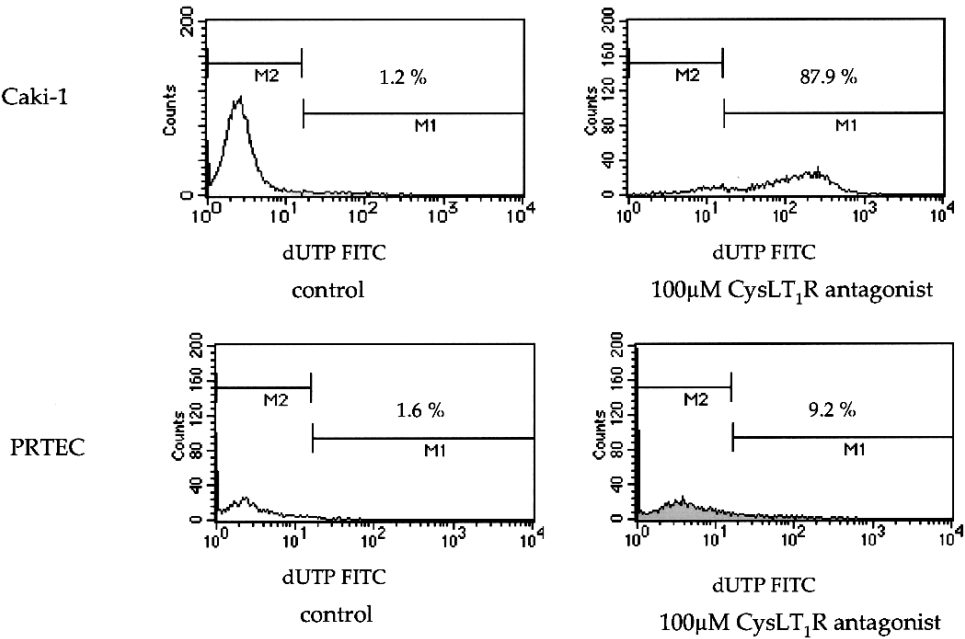 Caki-1
200
Counts
0
M2
1.2 %
M1
10^0 10^1 10^2 10^3 10^4
dUTP FITC
control
200
160
120
80
40
0
Counts
M2
87.9 %
M1
10^0 10^1 10^2 10^3 10^4
dUTP FITC
100µM CysLT₁R antagonist
PRTEC
200
160
120
80
40
0
Counts
M2
1.6 %
M1
10^0 10^1 10^2 10^3 10^4
dUTP FITC
control
200
160
120
80
40
0
Counts
M2
9.2 %
M1
10^0 10^1 10^2 10^3 10^4
dUTP FITC
100µM CysLT₁R antagonist